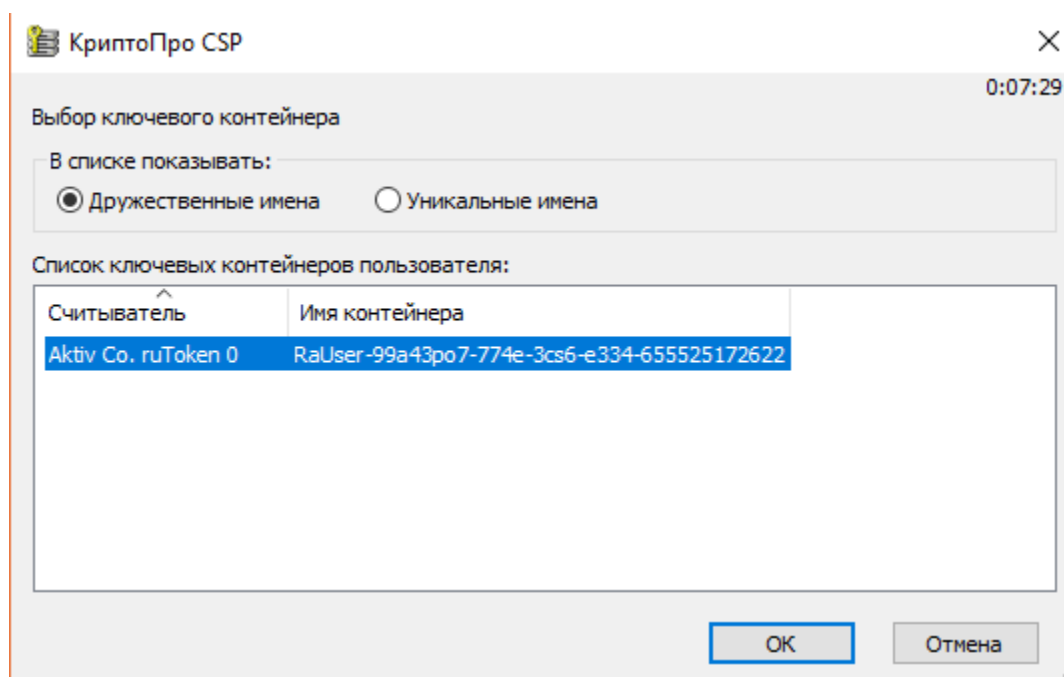 КриптоПро CSP
0:07:29
Выбор ключевого контейнера
В списке показывать:
Дружественные имена Уникальные имена
Список ключевых контейнеров пользователя:
Считыватель Имя контейнера
Aktiv Co. ruToken 0 RaUser-99a43po7-774e-3cs6-e334-655525172622
ОК Отмена